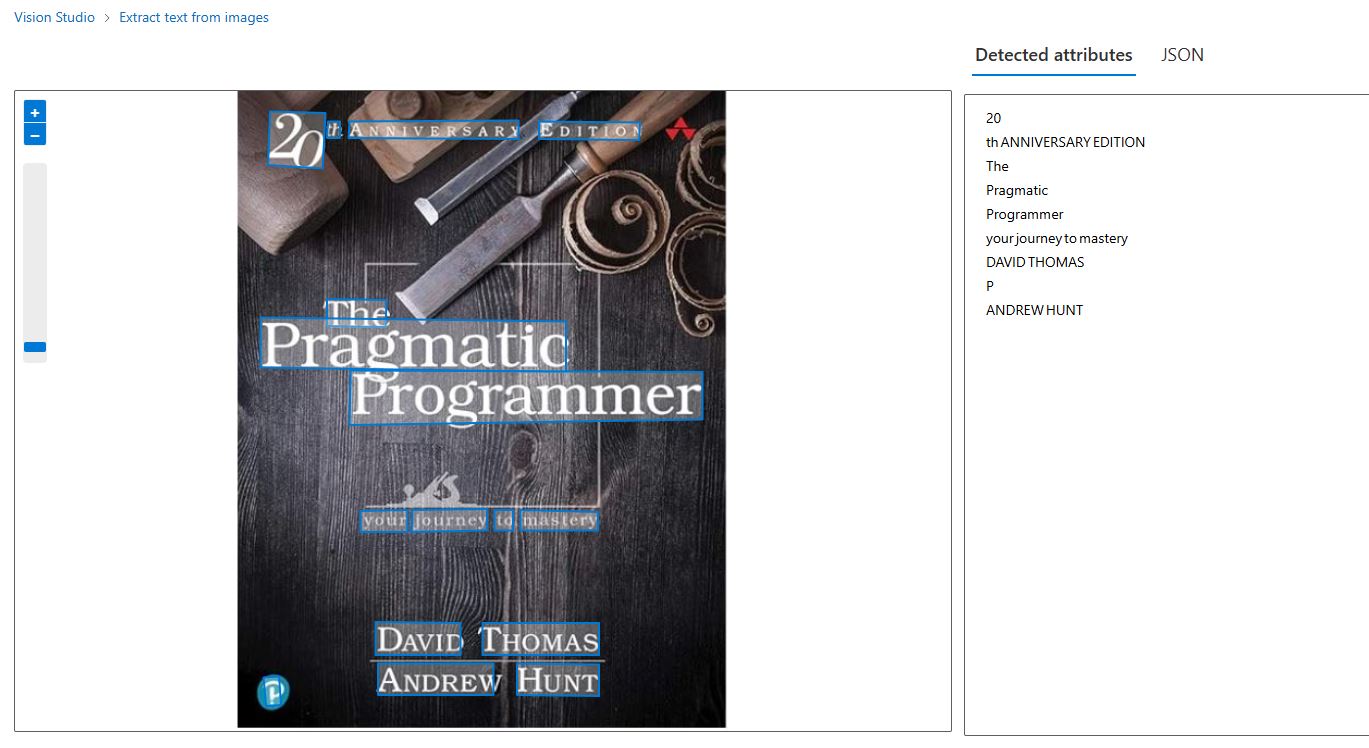 Vision Studio > Extract text from images
Detected attributes JSON
+
−
20th ANNIVERSARY EDITION
The
Pragmatic
Programmer
your journey to mastery
DAVID THOMAS
ANDREW HUNT
P
20
th ANNIVERSARY EDITION
The
Pragmatic
Programmer
your journey to mastery
DAVID THOMAS
P
ANDREW HUNT